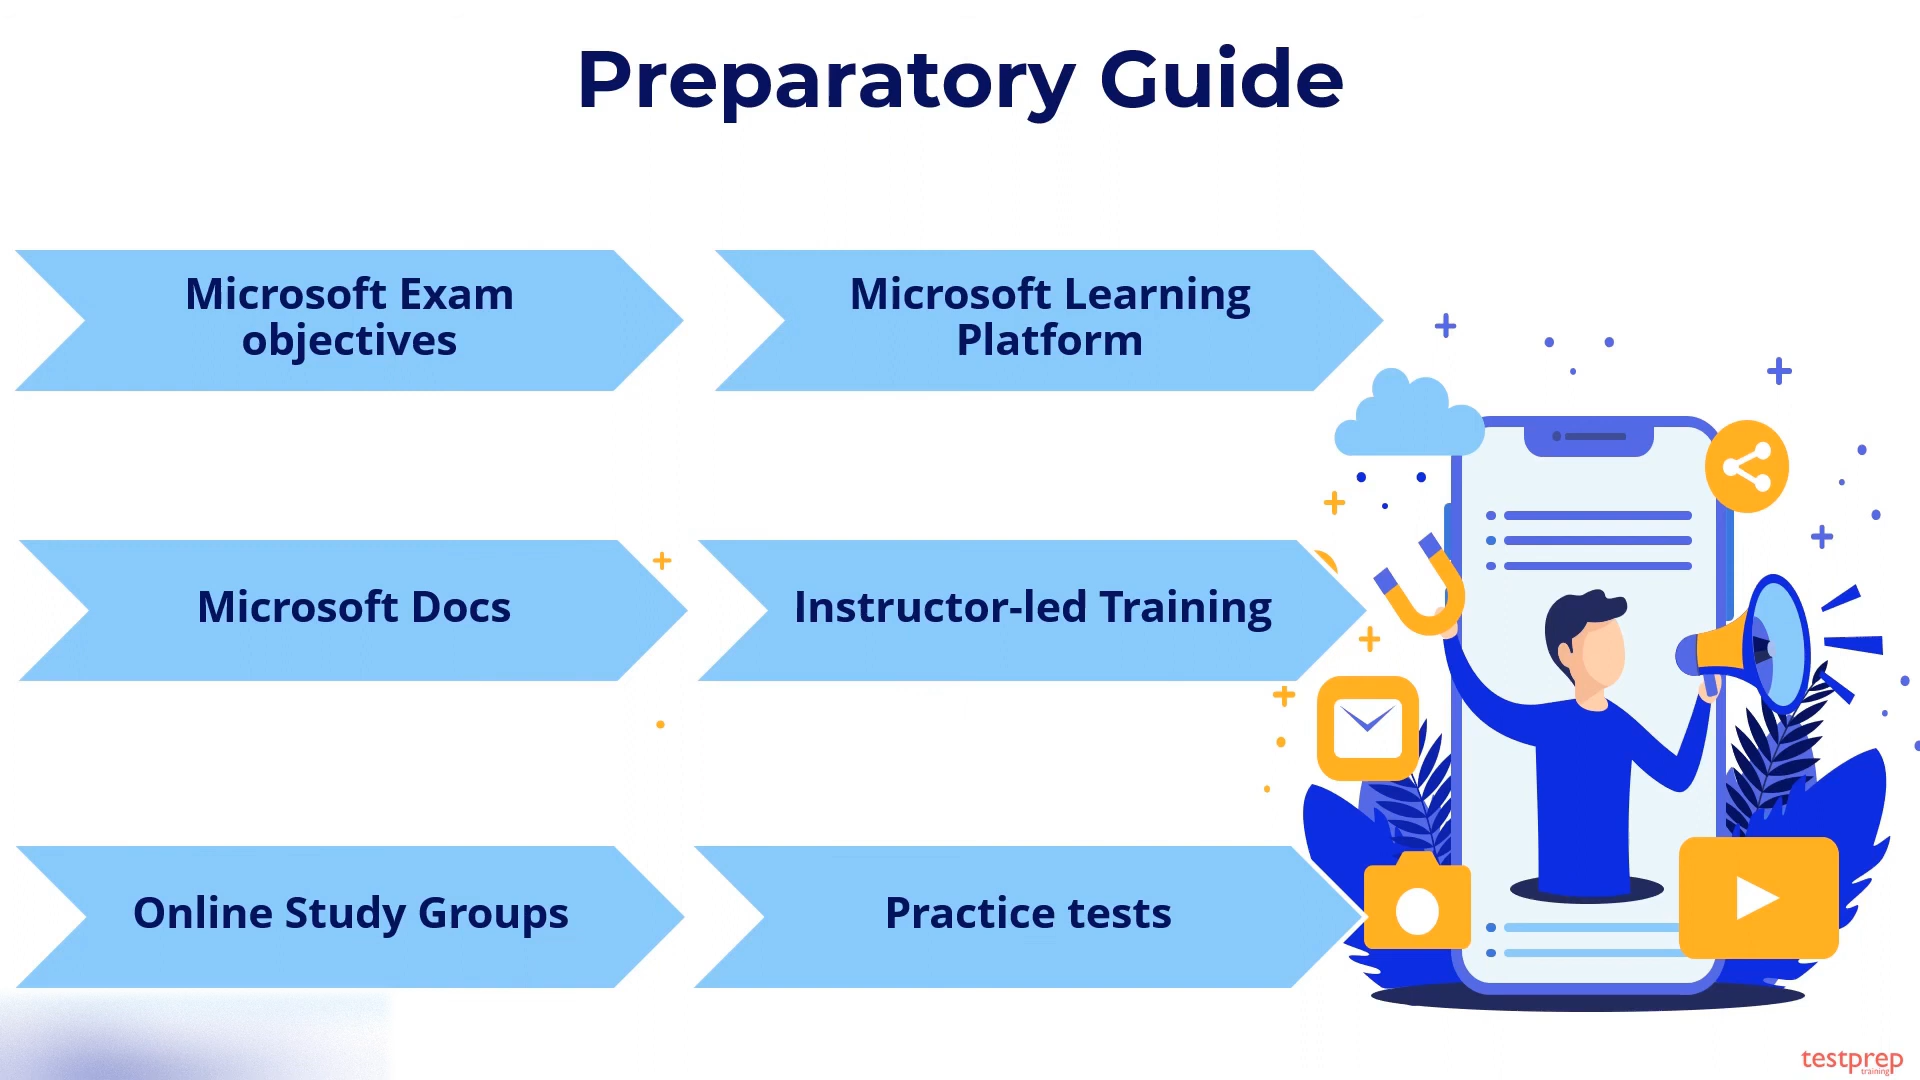 Preparatory Guide
Microsoft Exam
objectives
Microsoft Learning
Platform
Microsoft Docs
Instructor-led Training
Online Study Groups
Practice tests
testprep
training